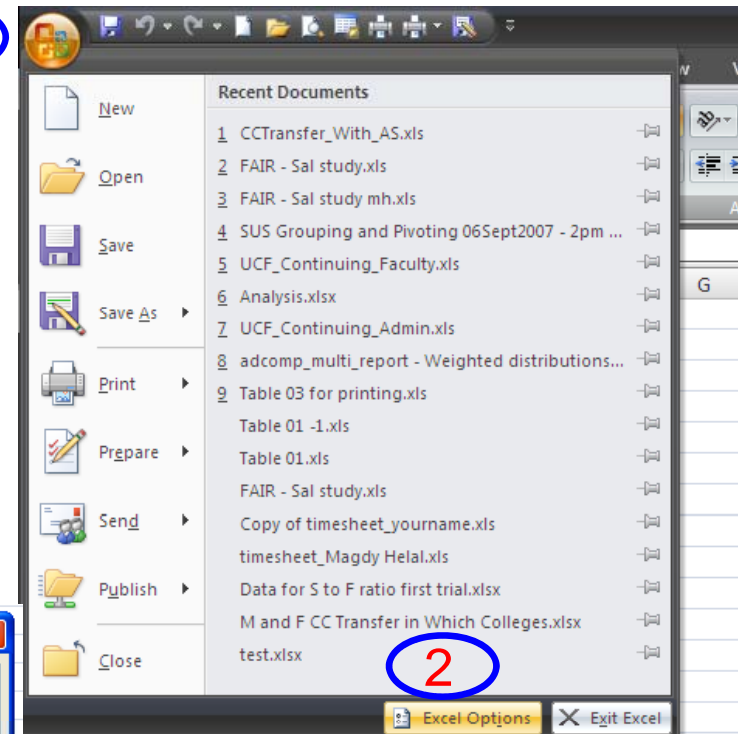 New
Open
Save
Save As
Print
Prepare
Send
Publish
Close
Recent Documents
1 CCTransfer_With_AS.xls
2 FAIR - Sal study.xls
3 FAIR - Sal study mh.xls
4 SUS Grouping and Pivoting 06Sept2007 - 2pm ...
5 UCF_Continuing_Faculty.xls
6 Analysis.xlsx
7 UCF_Continuing_Admin.xls
8 adcomp_multi_report - Weighted distributions...
9 Table 03 for printing.xls
Table 01 -1.xls
Table 01.xls
FAIR - Sal study.xls
Copy of timesheet_yourname.xls
timesheet_Magdy Helal.xls
Data for S to F ratio first trial.xlsx
M and F CC Transfer in Which Colleges.xlsx
test.xlsx
2
Excel Options
Exit Excel
G